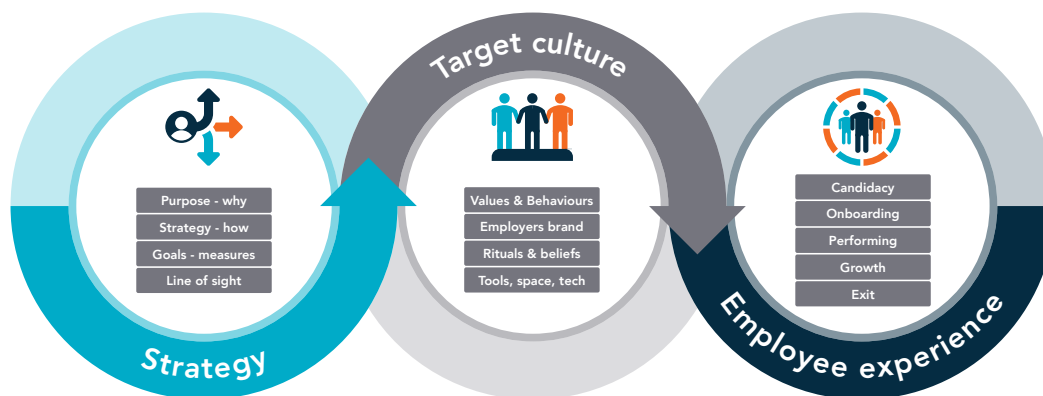 Strategy
Purpose - why
Strategy - how
Goals - measures
Line of sight
Target culture
Values & Behaviours
Employers brand
Rituals & beliefs
Tools, space, tech
Employee experience
Candidacy
Onboarding
Performing
Growth
Exit